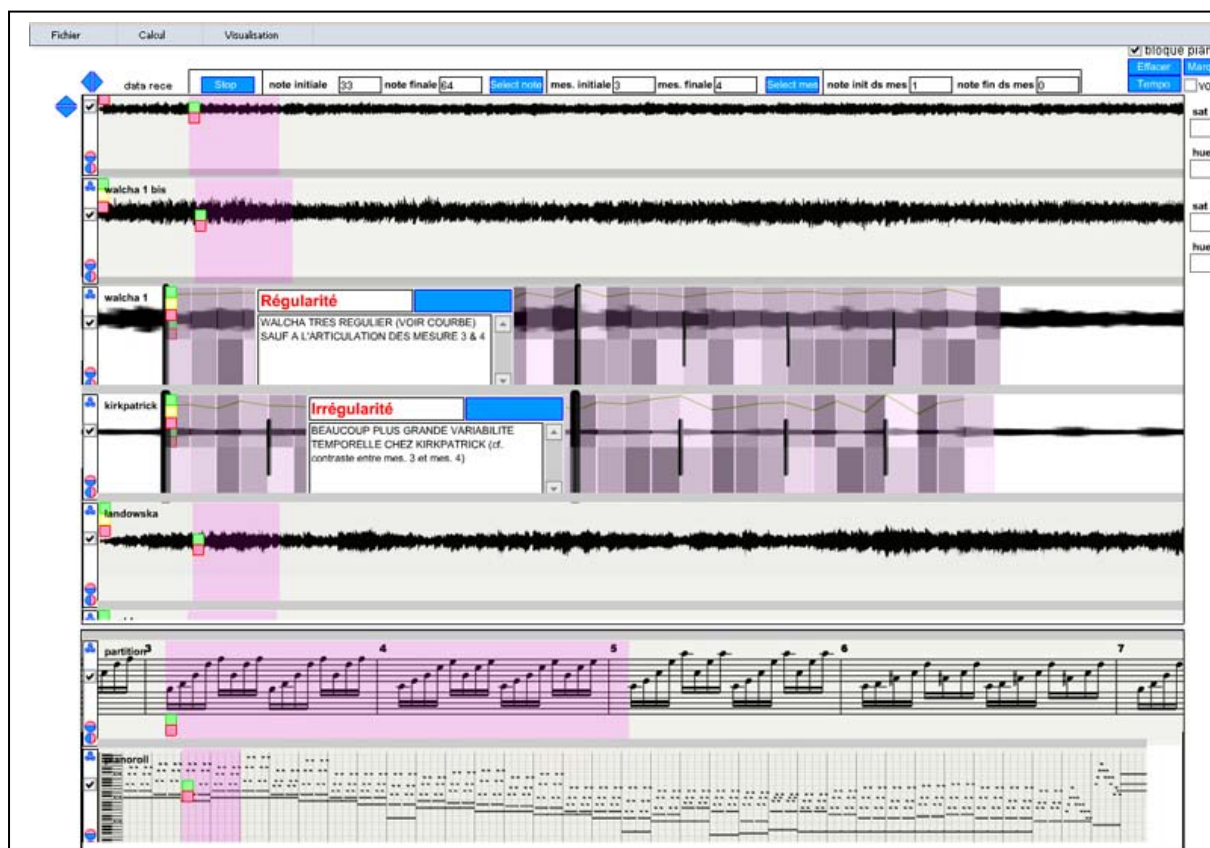 Fichier Calcul Visualisation
bloque pian
Effacer Marc
data rece Stop note initiale 33 note finale 64 Select note mes. initiale 3 mes. finale 4 Select mes note init ds mes 1 note fin ds mes 0
Tempo vo
sat
hue
walcha 1 bis
sat
hue
walcha 1
Régularité
WALCHA TRES REGULIER (VOIR COURBE)
SAUF A L'ARTICULATION DES MESURE 3 & 4
kirkpatrick
Irrégularité
BEAUCOUP PLUS GRANDE VARIABILITE
TEMPORELLE CHEZ KIRKPATRICK (cf.
contraste entre mes. 3 et mes. 4)
landowska
partition 3 4 5 6 7
pianoroll